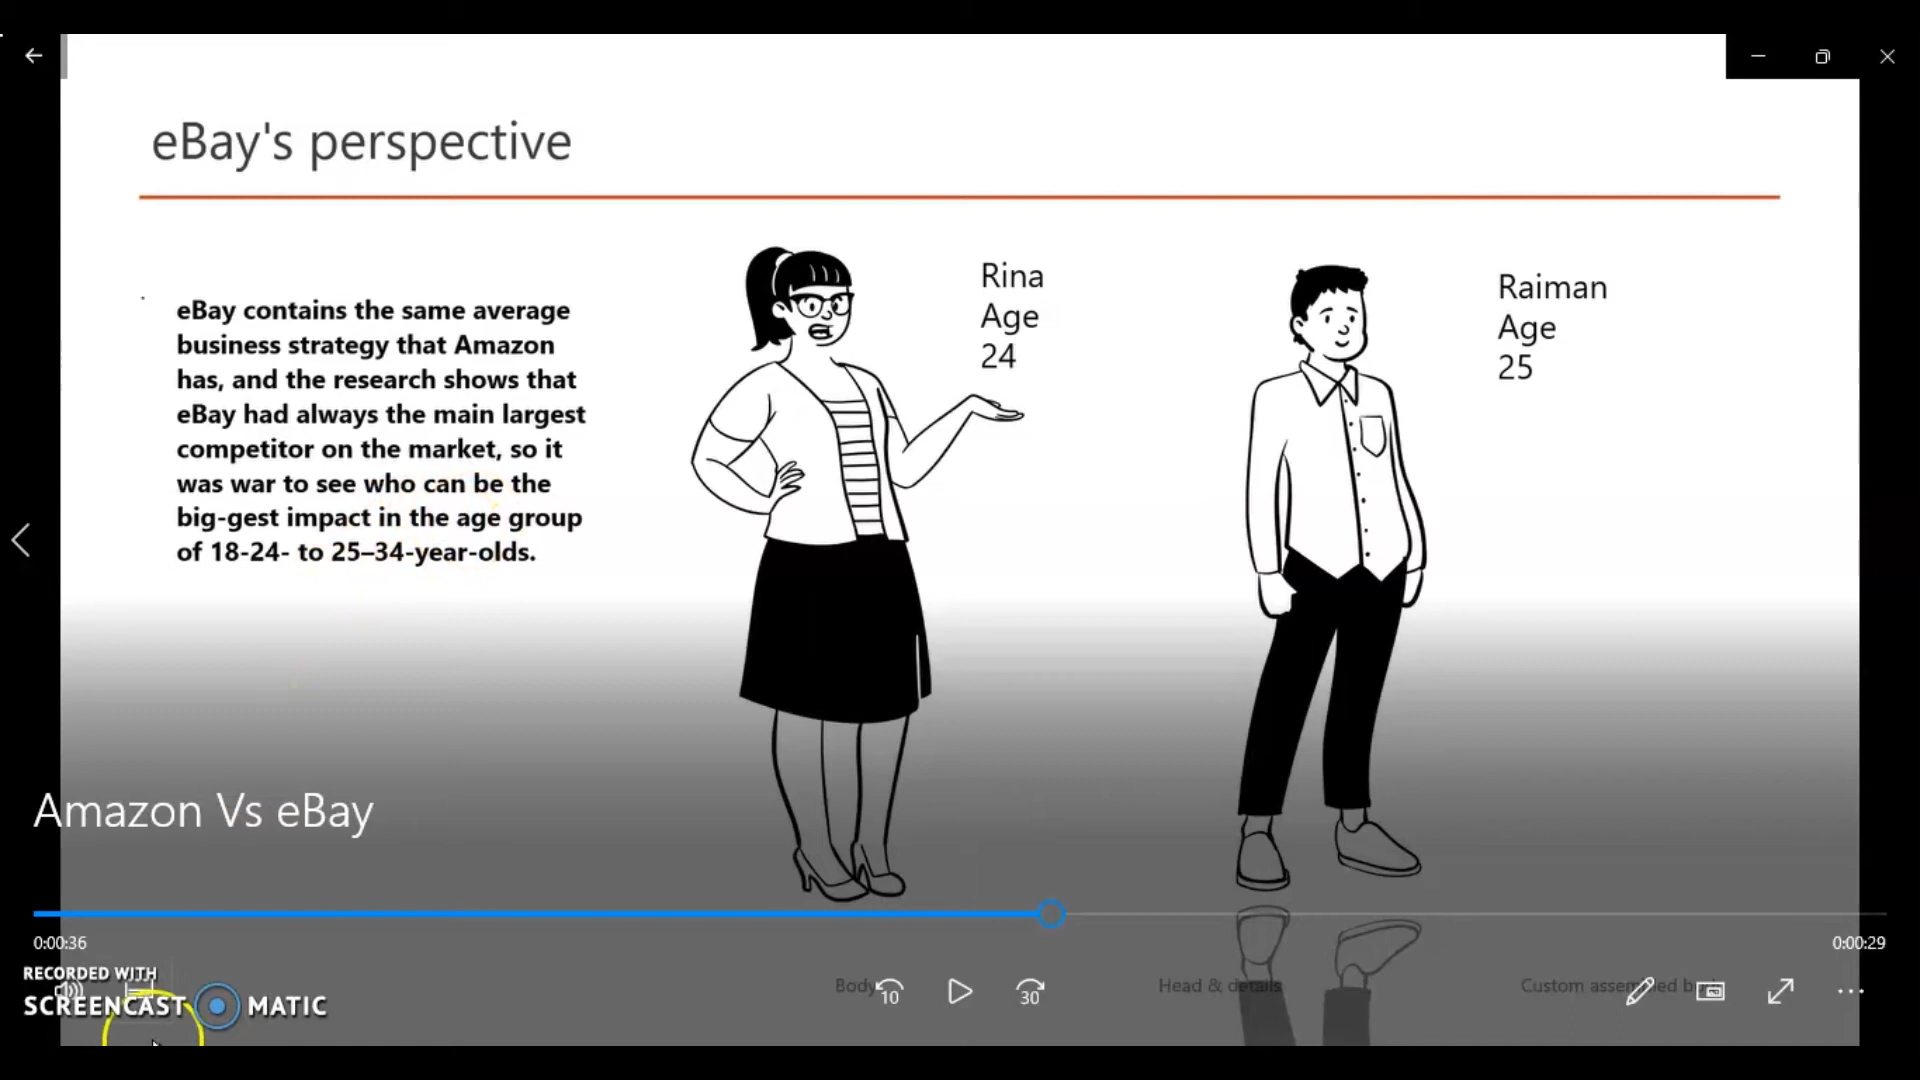 eBay's perspective
Rina
Age
24
Raiman
Age
25
eBay contains the same average
business strategy that Amazon
has, and the research shows that
eBay had always the main largest
competitor on the market, so it
was war to see who can be the
big-gest impact in the age group
of 18-24- to 25–34-year-olds.
Amazon Vs eBay
0:00:36
0:00:29
RECORDED WITH
SCREENCAST MATIC
Body
10
30
Head & details
Custom assembled